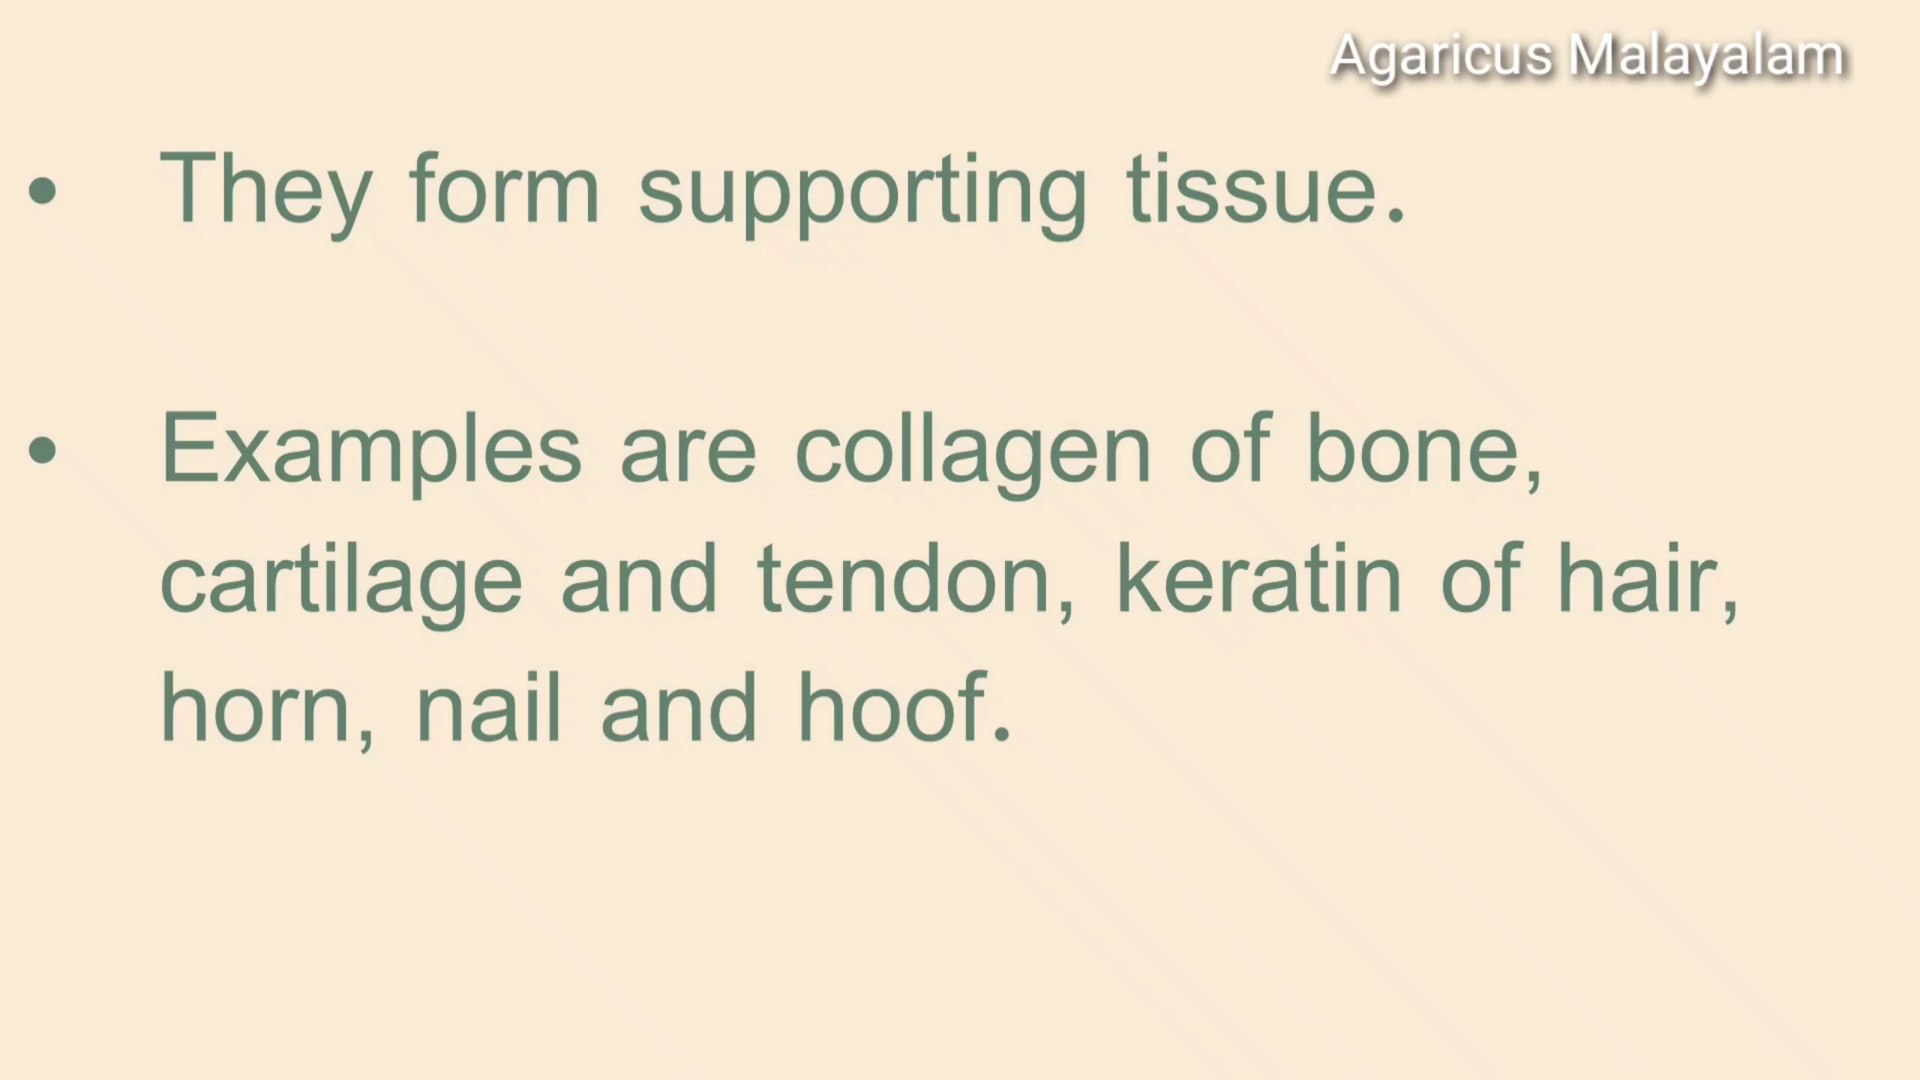 Agaricus Malayalam
• They form supporting tissue.
• Examples are collagen of bone,
cartilage and tendon, keratin of hair,
horn, nail and hoof.